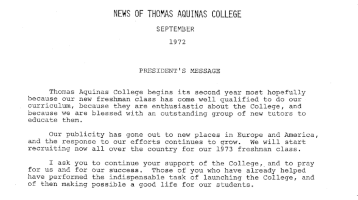 NEWS OF THOMAS AQUINAS COLLEGE
SEPTEMBER
1972
PRESIDENT'S MESSAGE
Thomas Aquinas College begins its second year most hopefully
because our new freshman class has come well qualified to do our
curriculum, because they are enthusiastic about the College, and
because we are blessed with an outstanding group of new tutors to
educate them.
Our publicity has gone out to new places in Europe and America,
and the response to our efforts continues to grow. We will start
recruiting now all over the country for our 1973 freshman class.
I ask you to continue your support of the College, and to pray
for us and for our success. Those of you who have already helped
have performed the indispensable task of launching the College, and
of then making possible a good life for our students.